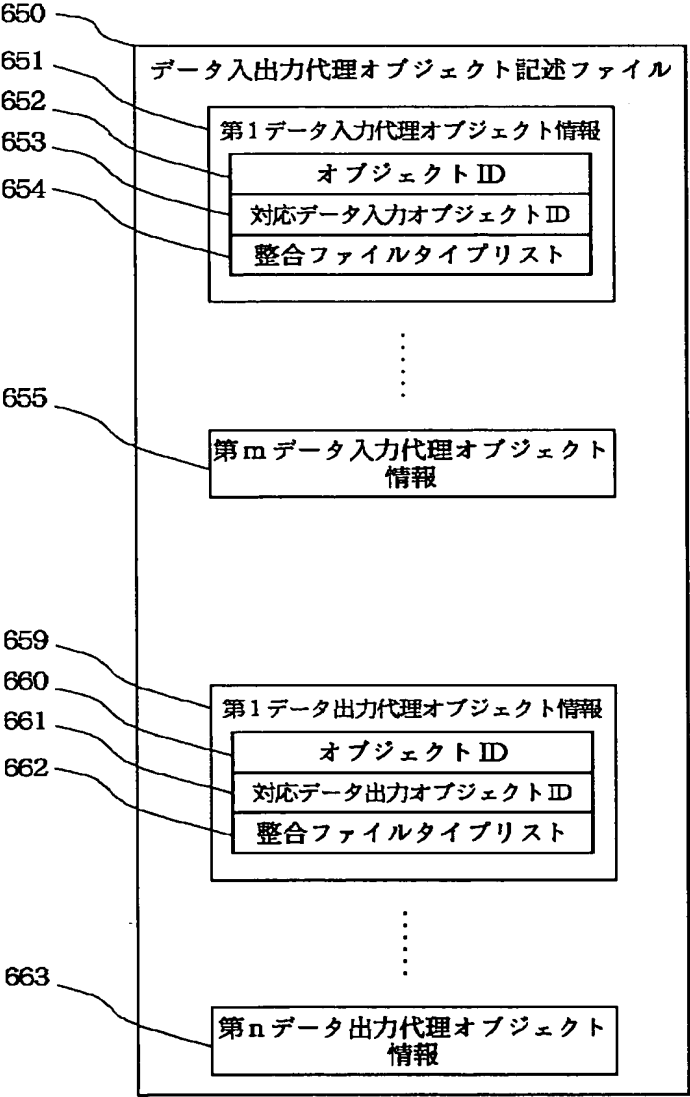 650
データ入出力代理オブジェクト記述ファイル
651
第1データ入力代理オブジェクト情報
652
オブジェクトID
653
対応データ入力オブジェクトID
654
整合ファイルタイプリスト
655
第mデータ入力代理オブジェクト
情報
659
第1データ出力代理オブジェクト情報
660
オブジェクトID
661
対応データ出力オブジェクトID
662
整合ファイルタイプリスト
663
第nデータ出力代理オブジェクト
情報